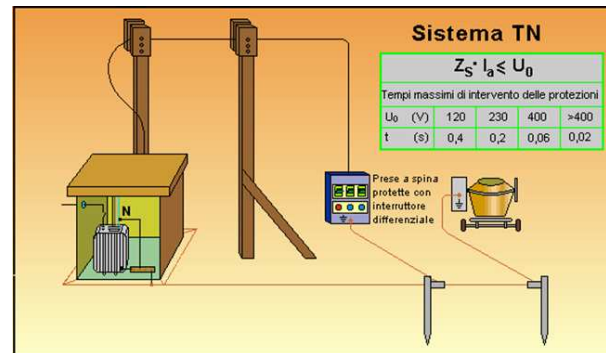 Sistema TN
Zs· Ia ≤ U0
Tempi massimi di intervento delle protezioni
U0 (V) 120 230 400 >400
t (s) 0,4 0,2 0,06 0,02
Prese a spina
protette con
interruttore
differenziale
N